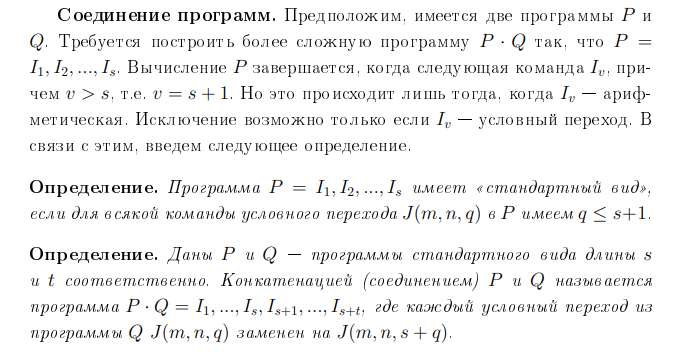 Соединение программ. Предположим, имеется две программы P и
Q. Требуется построить более сложную программу P · Q так, что P =
I₁, I₂, ..., Iₛ. Вычисление P завершается, когда следующая команда Iᵥ, при-
чем v > s, т.е. v = s + 1. Но это происходит лишь тогда, когда Iᵥ — ариф-
метическая. Исключение возможно только если Iᵥ — условный переход. В
связи с этим, введем следующее определение.
Определение. Программа P = I₁, I₂, ..., Iₛ имеет «стандартный вид»,
если для всякой команды условного перехода J(m, n, q) в P имеем q ≤ s+1.
Определение. Даны P и Q — программы стандартного вида длины s
и t соответственно. Конкатенацией (соединением) P и Q называется
программа P · Q = I₁, ..., Iₛ, Iₛ₊₁, ..., Iₛ₊ₜ, где каждый условный переход из
программы Q J(m, n, q) заменен на J(m, n, s + q).